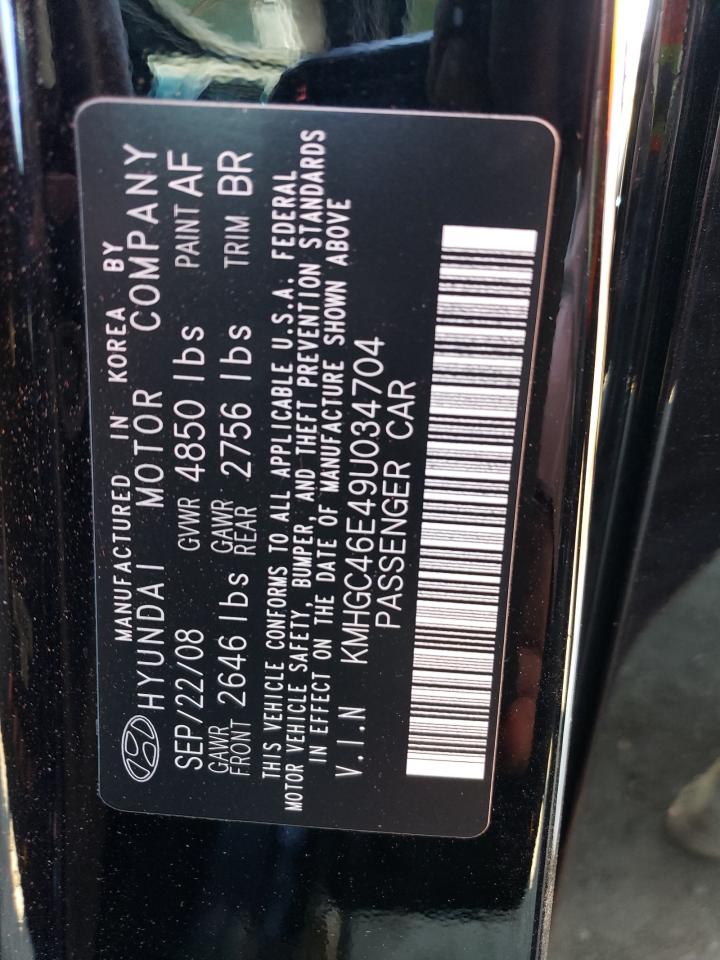 MANUFACTURED IN KOREA BY
HYUNDAI MOTOR COMPANY
SEP/22/08 GVWR 4850 lbs PAINT AF
GAWR FRONT 2646 lbs GAWR REAR 2756 lbs TRIM BR
THIS VEHICLE CONFORMS TO ALL APPLICABLE U.S.A. FEDERAL
MOTOR VEHICLE SAFETY, BUMPER, AND THEFT PREVENTION STANDARDS
IN EFFECT ON THE DATE OF MANUFACTURE SHOWN ABOVE
V.I.N KMHGC46E49U034704
PASSENGER CAR